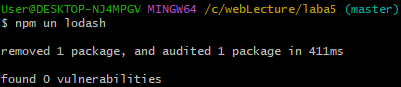 User@DESKTOP-NJ4MPGV MINGW64 /c/webLecture/laba5 (master)
$ npm un lodash
removed 1 package, and audited 1 package in 411ms
found 0 vulnerabilities